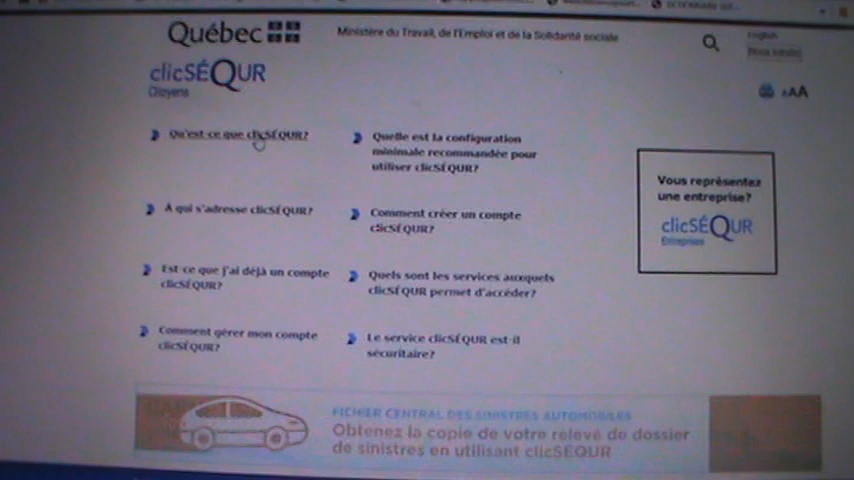 Québec
Ministère du Travail, de l'Emploi et de la Solidarité sociale
English
clicSÉQUR
Citoyens
AAA
Qu'est-ce que clicSÉQUR?
Quelle est la configuration
minimale recommandée pour
utiliser clicSÉQUR?
À qui s'adresse clicSÉQUR?
Comment créer un compte
clicSÉQUR?
Est-ce que j'ai déjà un compte
clicSÉQUR?
Quels sont les services auxquels
clicSÉQUR permet d'accéder?
Comment gérer mon compte
clicSÉQUR?
Le service clicSÉQUR est-il
sécuritaire?
Vous représentez
une entreprise?
clicSÉQUR
Entreprises
FICHIER CENTRAL DES SINISTRES AUTOMOBILES
Obtenez la copie de votre relevé de dossier
de sinistres en utilisant clicSÉQUR